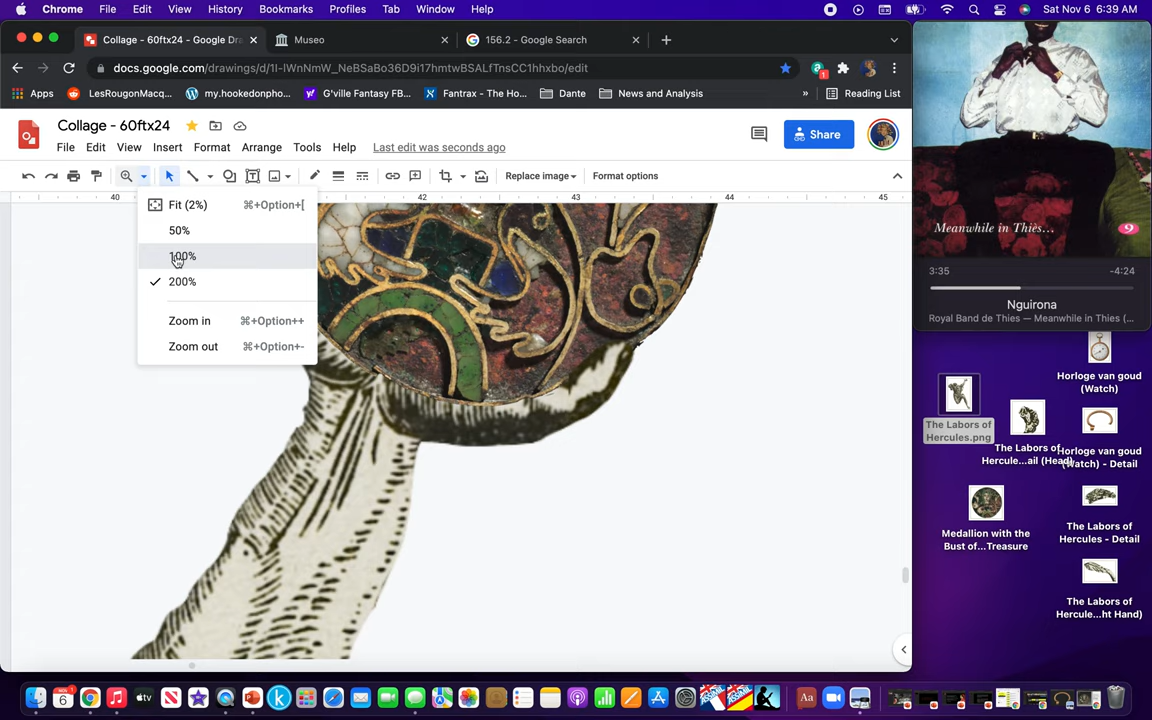 Chrome File Edit View History Bookmarks Profiles Tab Window Help Sat Nov 6 6:39 AM
Collage - 60ftx24 - Google Dra Museo 156.2 - Google Search
docs.google.com/drawings/d/1I-IWnNmW_NeBSaBo36D9i17hmtwBSALfTnsCC1hhxbo/edit
Apps LesRougonMacq... my.hookedonpho... G'ville Fantasy FB... Fantrax - The Ho... Dante News and Analysis » Reading List
Collage - 60ftx24
File Edit View Insert Format Arrange Tools Help Last edit was seconds ago
Share
Replace image Format options
40 42 43 44 45
Fit (2%) ⌘+Option+[
50%
100%
200%
Zoom in ⌘+Option++
Zoom out ⌘+Option+-
Meanwhile in Thiès... 9
3:35 -4:24
Nguirona
Royal Band de Thies — Meanwhile in Thies (...
Horloge van goud
(Watch)
The Labors of
Hercules.png
The Labors of
Hercule...ail (Head)
Horloge van goud
(Watch) - Detail
Medallion with the
Bust of...Treasure
The Labors of
Hercules - Detail
The Labors of
Hercule...ht Hand)